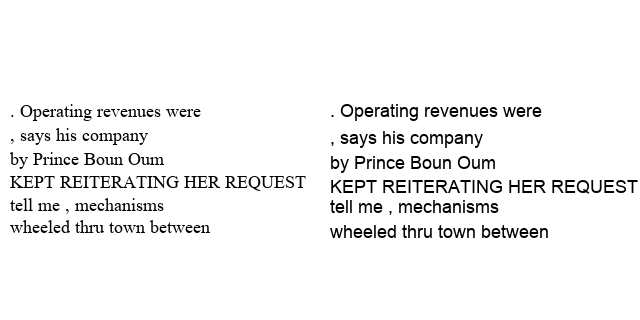 . Operating revenues were
, says his company
by Prince Boun Oum
KEPT REITERATING HER REQUEST
tell me , mechanisms
wheeled thru town between
. Operating revenues were
, says his company
by Prince Boun Oum
KEPT REITERATING HER REQUEST
tell me , mechanisms
wheeled thru town between